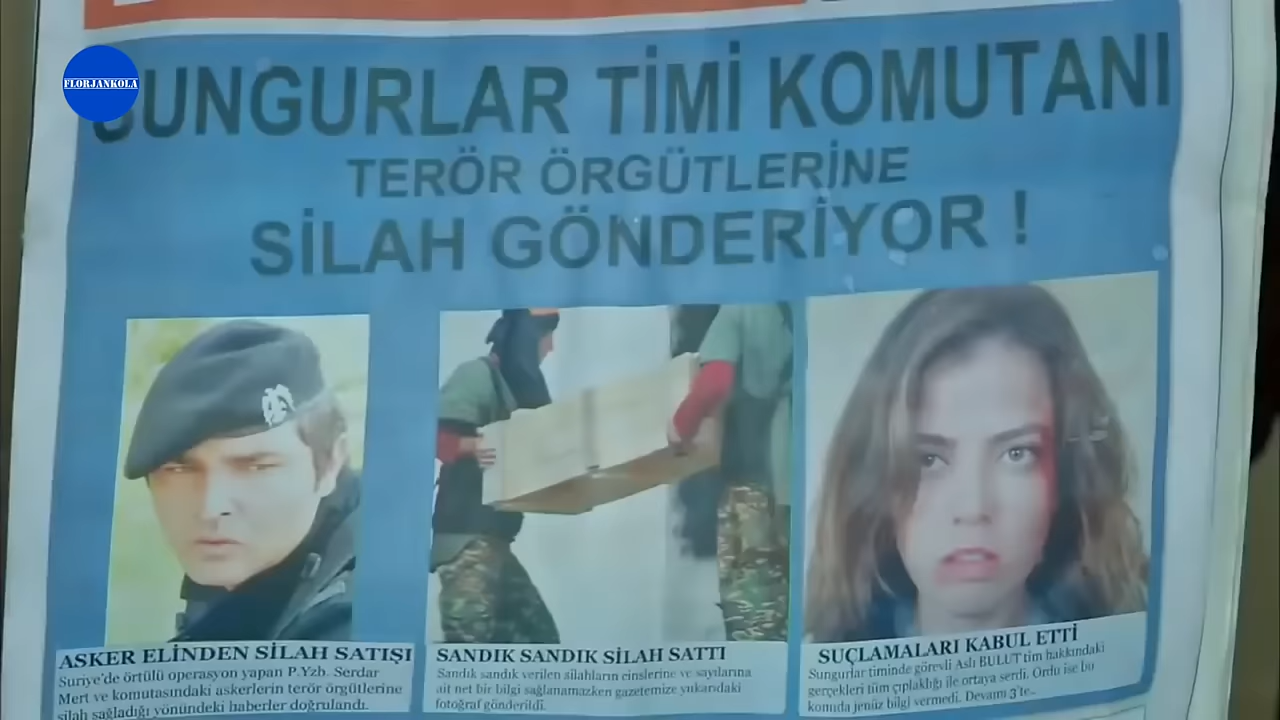 FLORJANKOLA
SUNGURLAR TİMİ KOMUTANI
TERÖR ÖRGÜTLERİNE
SİLAH GÖNDERİYOR !
ASKER ELİNDEN SİLAH SATIŞI
Suriye'de örtülü operasyon yapan P.Yzb. Serdar
Mert ve komutasındaki askerlerin terör örgütlerine
silah sağladığı yönündeki haberler doğrulandı.
SANDIK SANDIK SİLAH SATTI
Sandık sandık verilen silahların cinslerine ve sayılarına
ait net bir bilgi sağlanamazken gazetemize yukarıdaki
fotoğraf gönderildi.
SUÇLAMALARI KABUL ETTİ
Sungurlar timinde görevli Aslı BULUT tim hakkındaki
gerçekleri tüm çıplaklığı ile ortaya serdi. Ordu ise bu
konuda jenüz bilgi vermedi. Devamı 3'te..